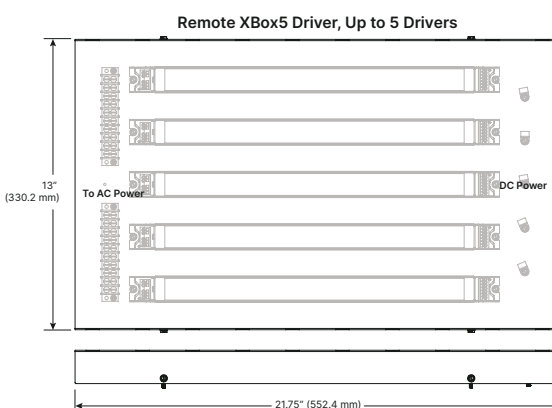 Remote XBox5 Driver, Up to 5 Drivers
13"
(330.2 mm)
To AC Power
DC Power
21.75" (552.4 mm)